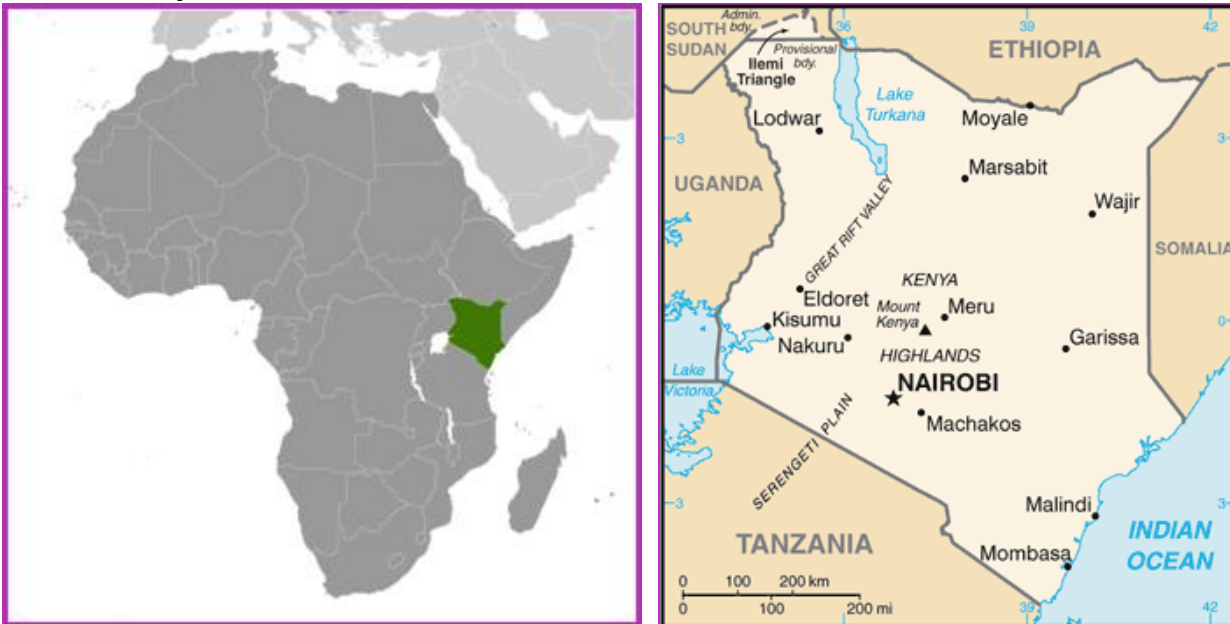 Admin.
bdy.
36
39
42
SOUTH
SUDAN
Provisional
bdy.
ETHIOPIA
Ilemi
Triangle
Lake
Turkana
Lodwar
Moyale
3
3
Marsabit
UGANDA
Wajir
GREAT RIFT VALLEY
SOMALIA
KENYA
Eldoret
Mount
Kenya
Meru
Kisumu
0
Nakuru
Garissa
HIGHLANDS
Lake
Victoria
NAIROBI
Machakos
SERENGETI PLAIN
3
Malindi
INDIAN
OCEAN
TANZANIA
Mombasa
0 100 200 km
0 100 200 mi
39
42